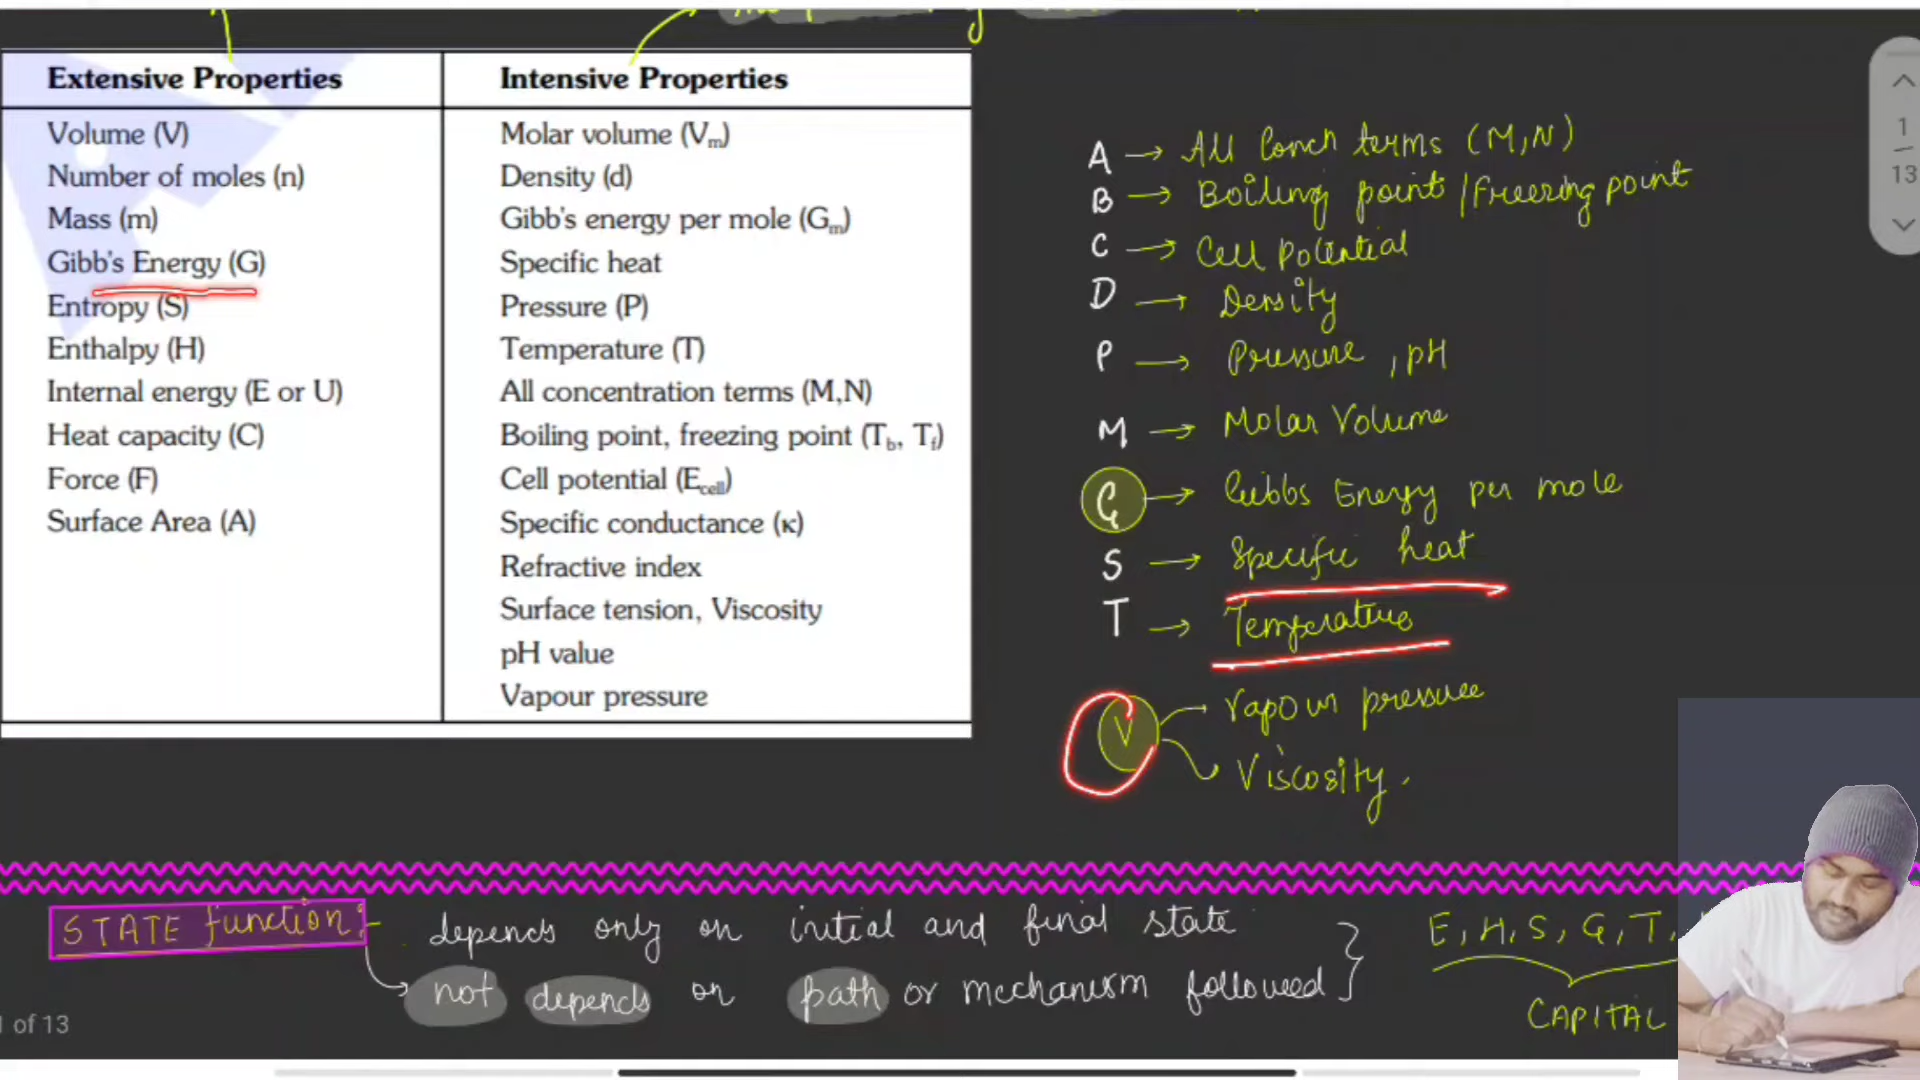 Extensive Properties
Volume (V)
Number of moles (n)
Mass (m)
Gibb's Energy (G)
Entropy (S)
Enthalpy (H)
Internal energy (E or U)
Heat capacity (C)
Force (F)
Surface Area (A)
Intensive Properties
Molar volume (Vm)
Density (d)
Gibb's energy per mole (Gm)
Specific heat
Pressure (P)
Temperature (T)
All concentration terms (M,N)
Boiling point, freezing point (Tb, Tf)
Cell potential (Ecell)
Specific conductance (κ)
Refractive index
Surface tension, Viscosity
pH value
Vapour pressure
A → All Concn terms (M,N)
B → Boiling point / Freezing point
C → Cell Potential
D → Density
P → Pressure, pH
M → Molar Volume
G → Gibbs Energy per mole
S → Specific heat
T → Temperature
V
Vapour pressure
Viscosity.
1
13
STATE function:- depends only on initial and final state
not depends on path or mechanism followed
E, H, S, G, T,
CAPITAL
of 13